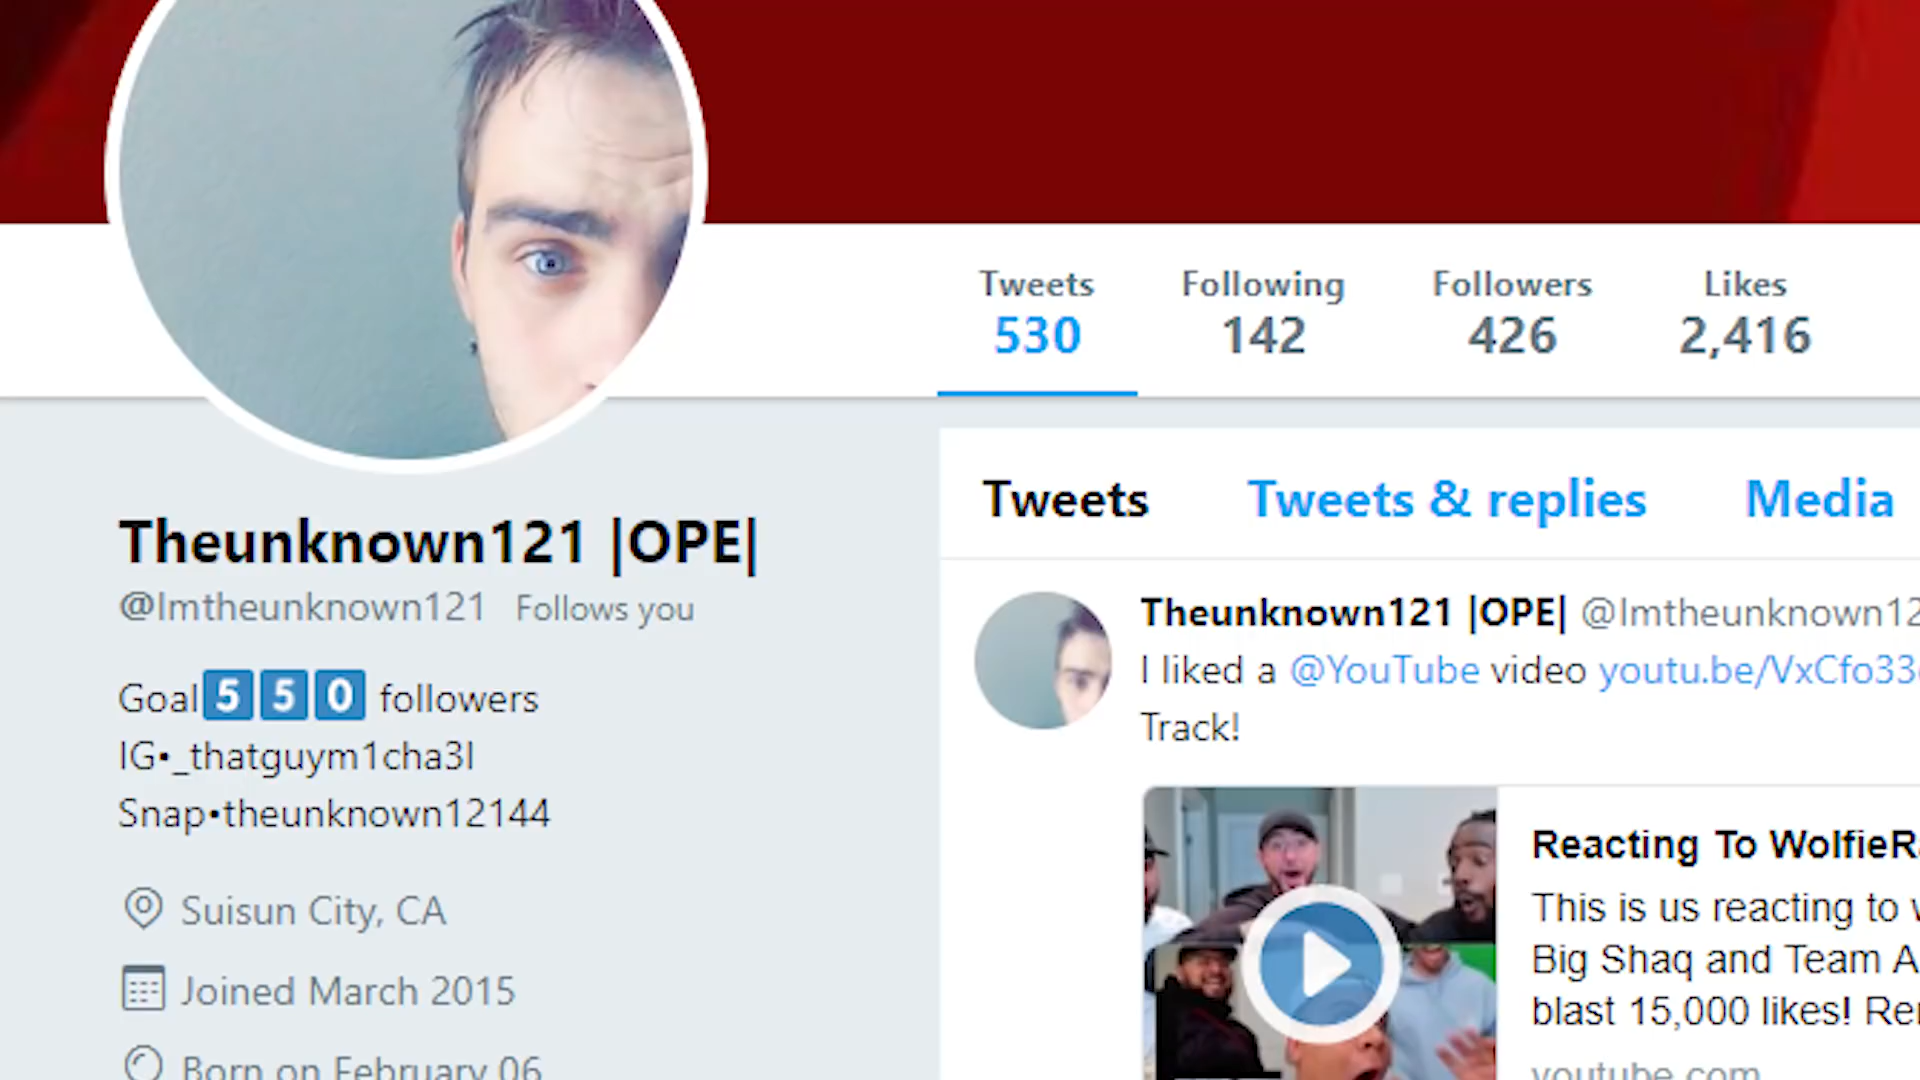 Tweets Following Followers Likes
530 142 426 2,416
Theunknown121 |OPE|
@Imtheunknown121 Follows you
Goal 5 5 0 followers
IG•_thatguym1cha3l
Snap•theunknown12144
Suisun City, CA
Joined March 2015
Born on February 06
Tweets Tweets & replies Media
Theunknown121 |OPE| @Imtheunknown12
I liked a @YouTube video youtu.be/VxCfo33
Track!
Reacting To WolfieR
This is us reacting to
Big Shaq and Team A
blast 15,000 likes!
youtube.com